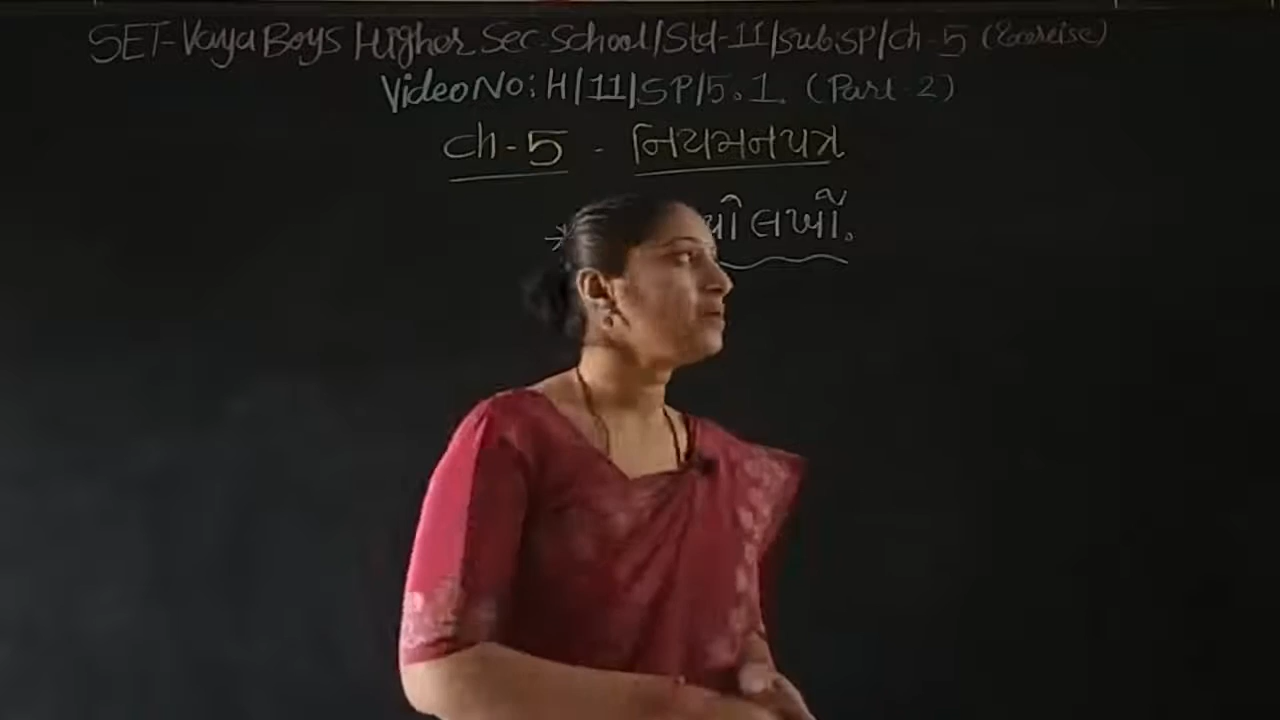 SET-Vaya Boys Higher Sec. School/Std-11/Sub:SP/Ch-5 (Exercise)
Video No: H/11/SP/5.1. (Part-2)
Ch-5 - નિયમનપત્ર
લખો.